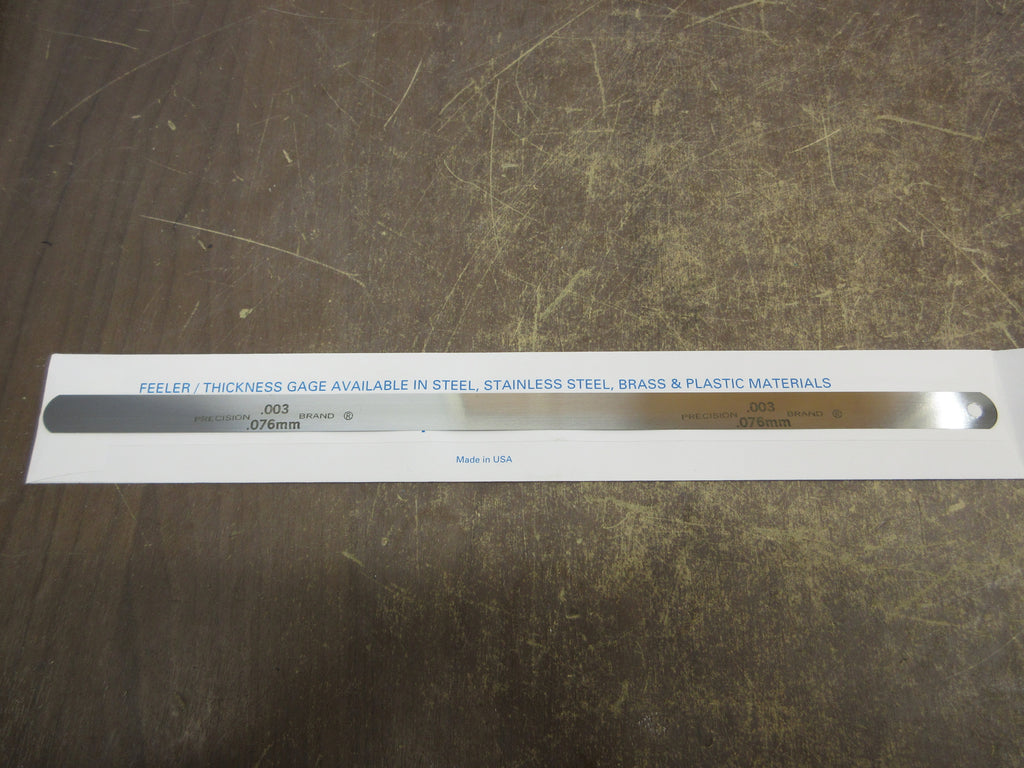 FEELER / THICKNESS GAGE AVAILABLE IN STEEL, STAINLESS STEEL, BRASS & PLASTIC MATERIALS
PRECISION .003 BRAND ®
.076mm
PRECISION .003 BRAND ®
.076mm
Made in USA